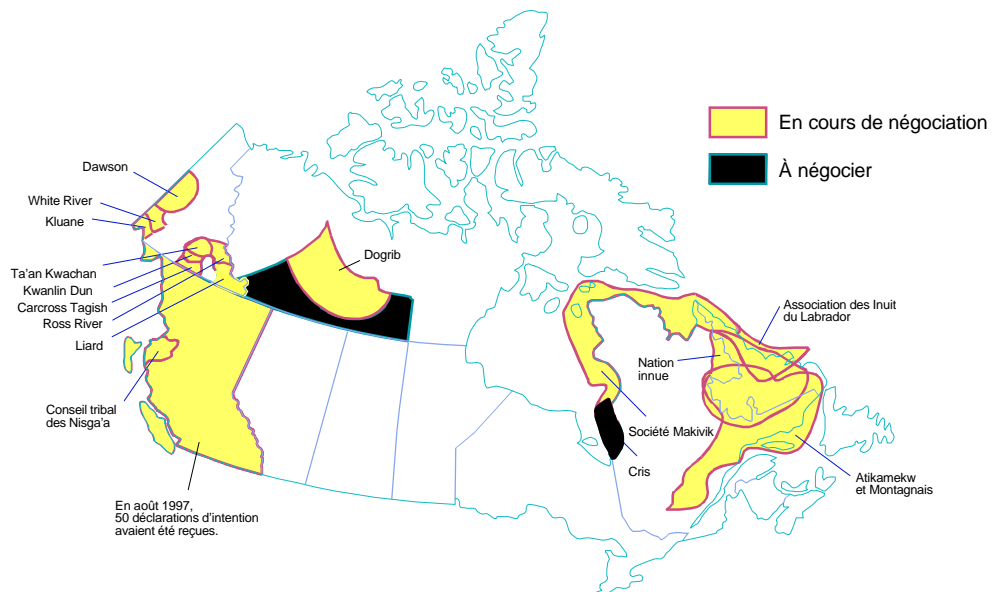 En cours de négociation
À négocier
Dawson
White River
Kluane
Ta'an Kwachan
Kwanlin Dun
Carcross Tagish
Ross River
Liard
Dogrib
Conseil tribal
des Nisga'a
En août 1997,
50 déclarations d'intention
avaient été reçues.
Association des Inuit
du Labrador
Nation
innue
Société Makivik
Cris
Atikamekw
et Montagnais